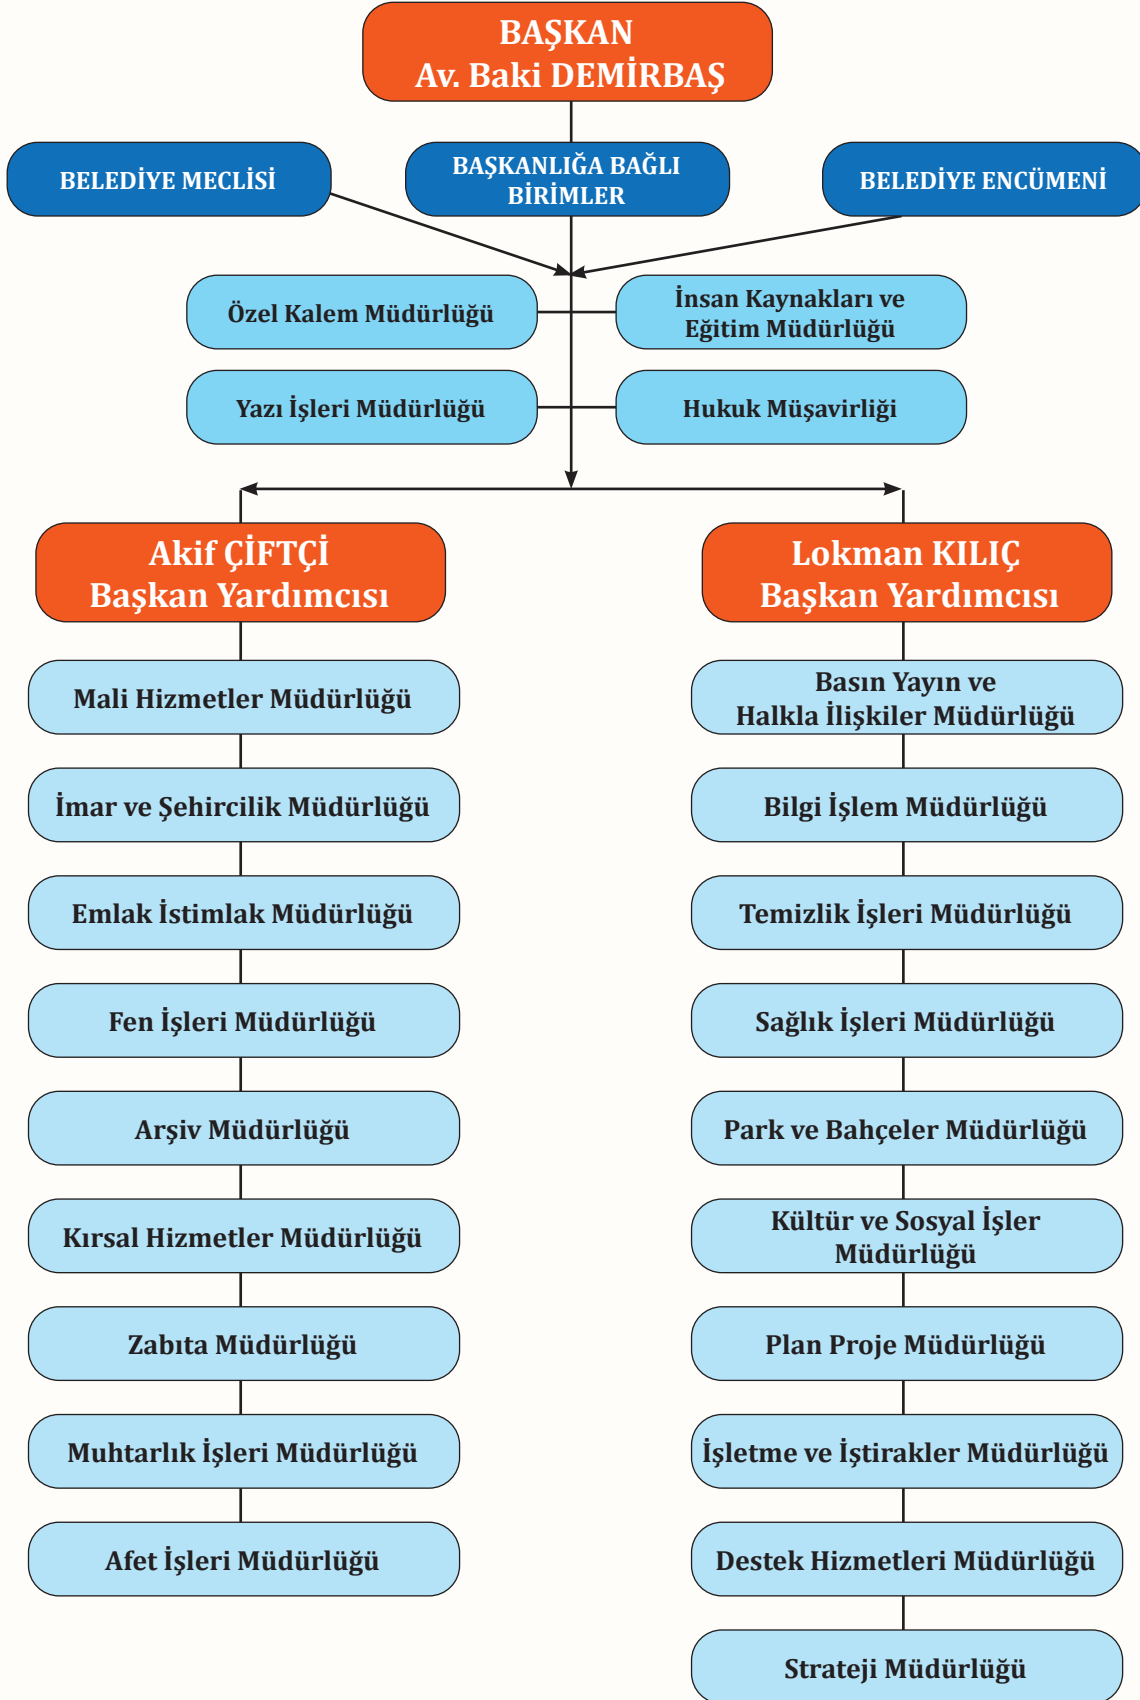 BAŞKAN
Av. Baki DEMİRBAŞ
BELEDİYE MECLİSİ
BAŞKANLIĞA BAĞLI
BİRİMLER
BELEDİYE ENCÜMENİ
Özel Kalem Müdürlüğü
İnsan Kaynakları ve
Eğitim Müdürlüğü
Yazı İşleri Müdürlüğü
Hukuk Müşavirliği
Akif ÇİFTÇİ
Başkan Yardımcısı
Mali Hizmetler Müdürlüğü
İmar ve Şehircilik Müdürlüğü
Emlak İstimlak Müdürlüğü
Fen İşleri Müdürlüğü
Arşiv Müdürlüğü
Kırsal Hizmetler Müdürlüğü
Zabıta Müdürlüğü
Muhtarlık İşleri Müdürlüğü
Afet İşleri Müdürlüğü
Lokman KILIÇ
Başkan Yardımcısı
Basın Yayın ve
Halkla İlişkiler Müdürlüğü
Bilgi İşlem Müdürlüğü
Temizlik İşleri Müdürlüğü
Sağlık İşleri Müdürlüğü
Park ve Bahçeler Müdürlüğü
Kültür ve Sosyal İşler
Müdürlüğü
Plan Proje Müdürlüğü
İşletme ve İştirakler Müdürlüğü
Destek Hizmetleri Müdürlüğü
Strateji Müdürlüğü